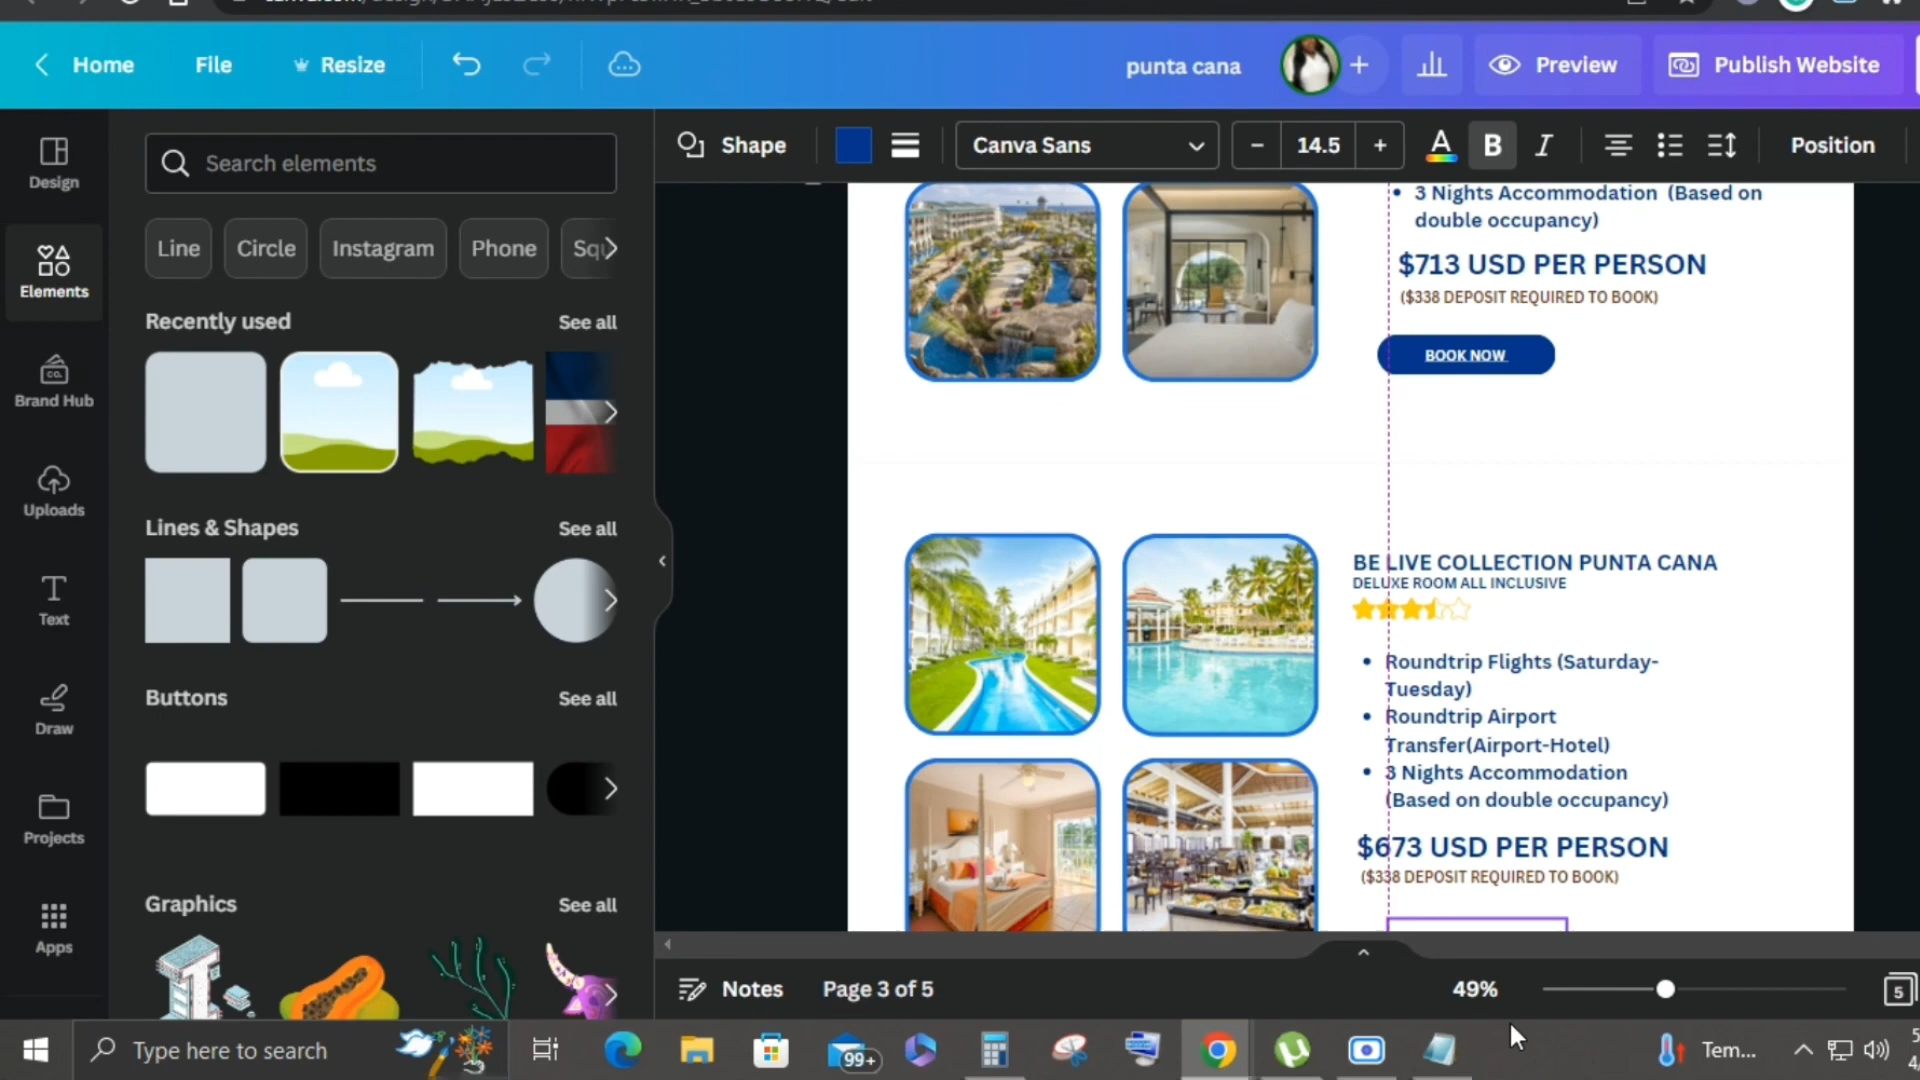 Home
File
Resize
punta cana
Preview
Publish Website
Design
Elements
Brand Hub
Uploads
Text
Draw
Projects
Apps
Search elements
Line
Circle
Instagram
Phone
Squ
Recently used
See all
Lines & Shapes
See all
Buttons
See all
Graphics
See all
Shape
Canva Sans
14.5
A
B
I
Position
3 Nights Accommodation (Based on
double occupancy)
$713 USD PER PERSON
($338 DEPOSIT REQUIRED TO BOOK)
BOOK NOW
BE LIVE COLLECTION PUNTA CANA
DELUXE ROOM ALL INCLUSIVE
Roundtrip Flights (Saturday-
Tuesday)
Roundtrip Airport
Transfer(Airport-Hotel)
3 Nights Accommodation
(Based on double occupancy)
$673 USD PER PERSON
($338 DEPOSIT REQUIRED TO BOOK)
Notes
Page 3 of 5
49%
5
Type here to search
99+
Tem...